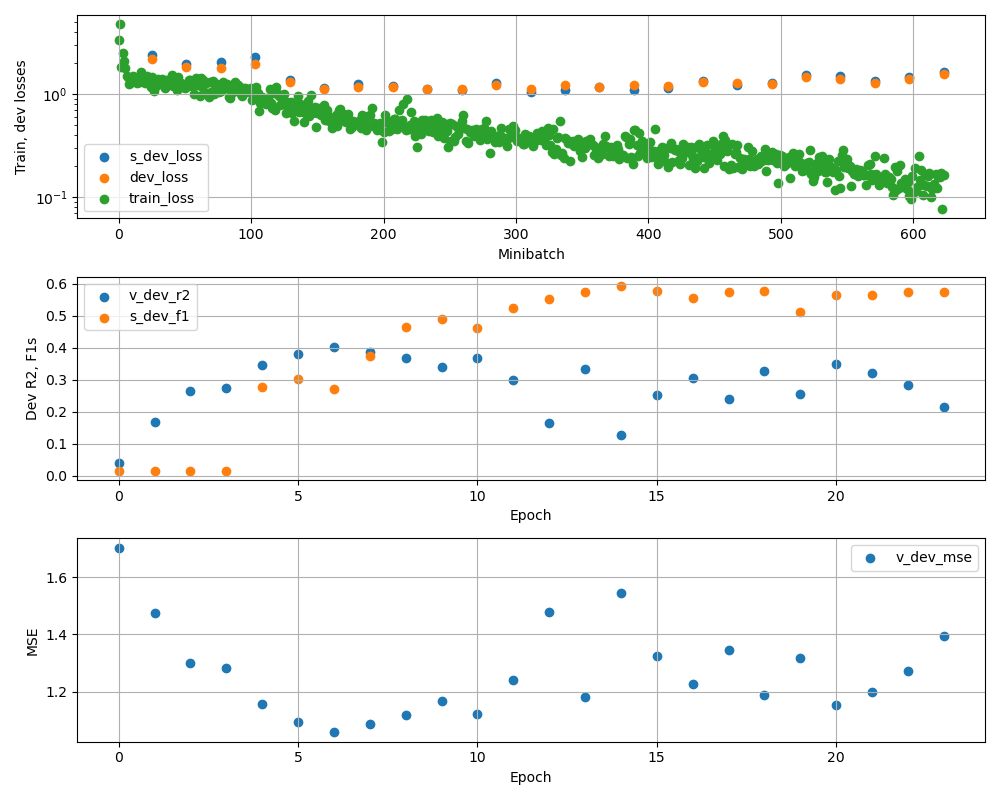 Train, dev losses
10⁰
10⁻¹
s_dev_loss
dev_loss
train_loss
0 100 200 300 400 500 600
Minibatch
Dev R2, F1s
0.6
0.5
0.4
0.3
0.2
0.1
0.0
v_dev_r2
s_dev_f1
0 5 10 15 20
Epoch
MSE
1.6
1.4
1.2
v_dev_mse
0 5 10 15 20
Epoch